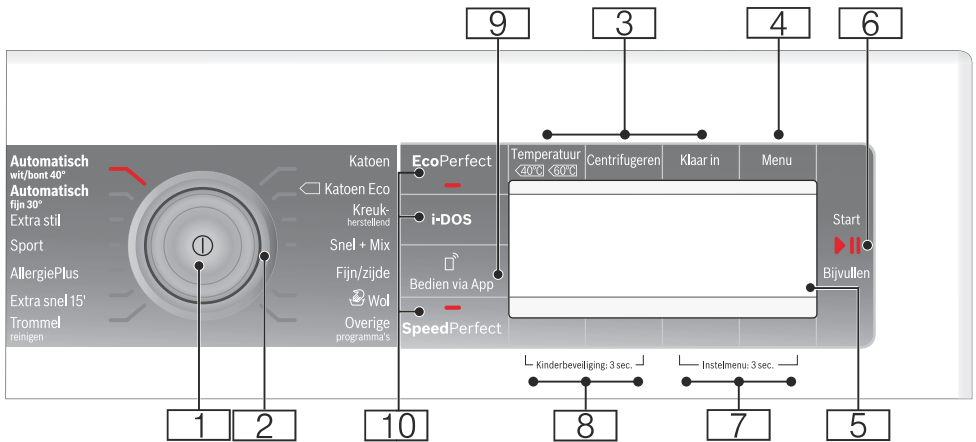 9
3
4
6
Automatisch
wit/bont 40°
Automatisch
fijn 30°
Extra stil
Sport
AllergiePlus
Extra snel 15'
Trommel
reinigen
Katoen
Katoen Eco
Kreuk-
herstellend
Snel + Mix
Fijn/zijde
Wol
Overige
programma's
EcoPerfect
i-DOS
Bedien via App
SpeedPerfect
Temperatuur
40°C 60°C
Centrifugeren
Klaar in
Menu
Start
Bijvullen
Kinderbeveiliging: 3 sec.
Instelmenu: 3 sec.
1
2
10
8
7
5